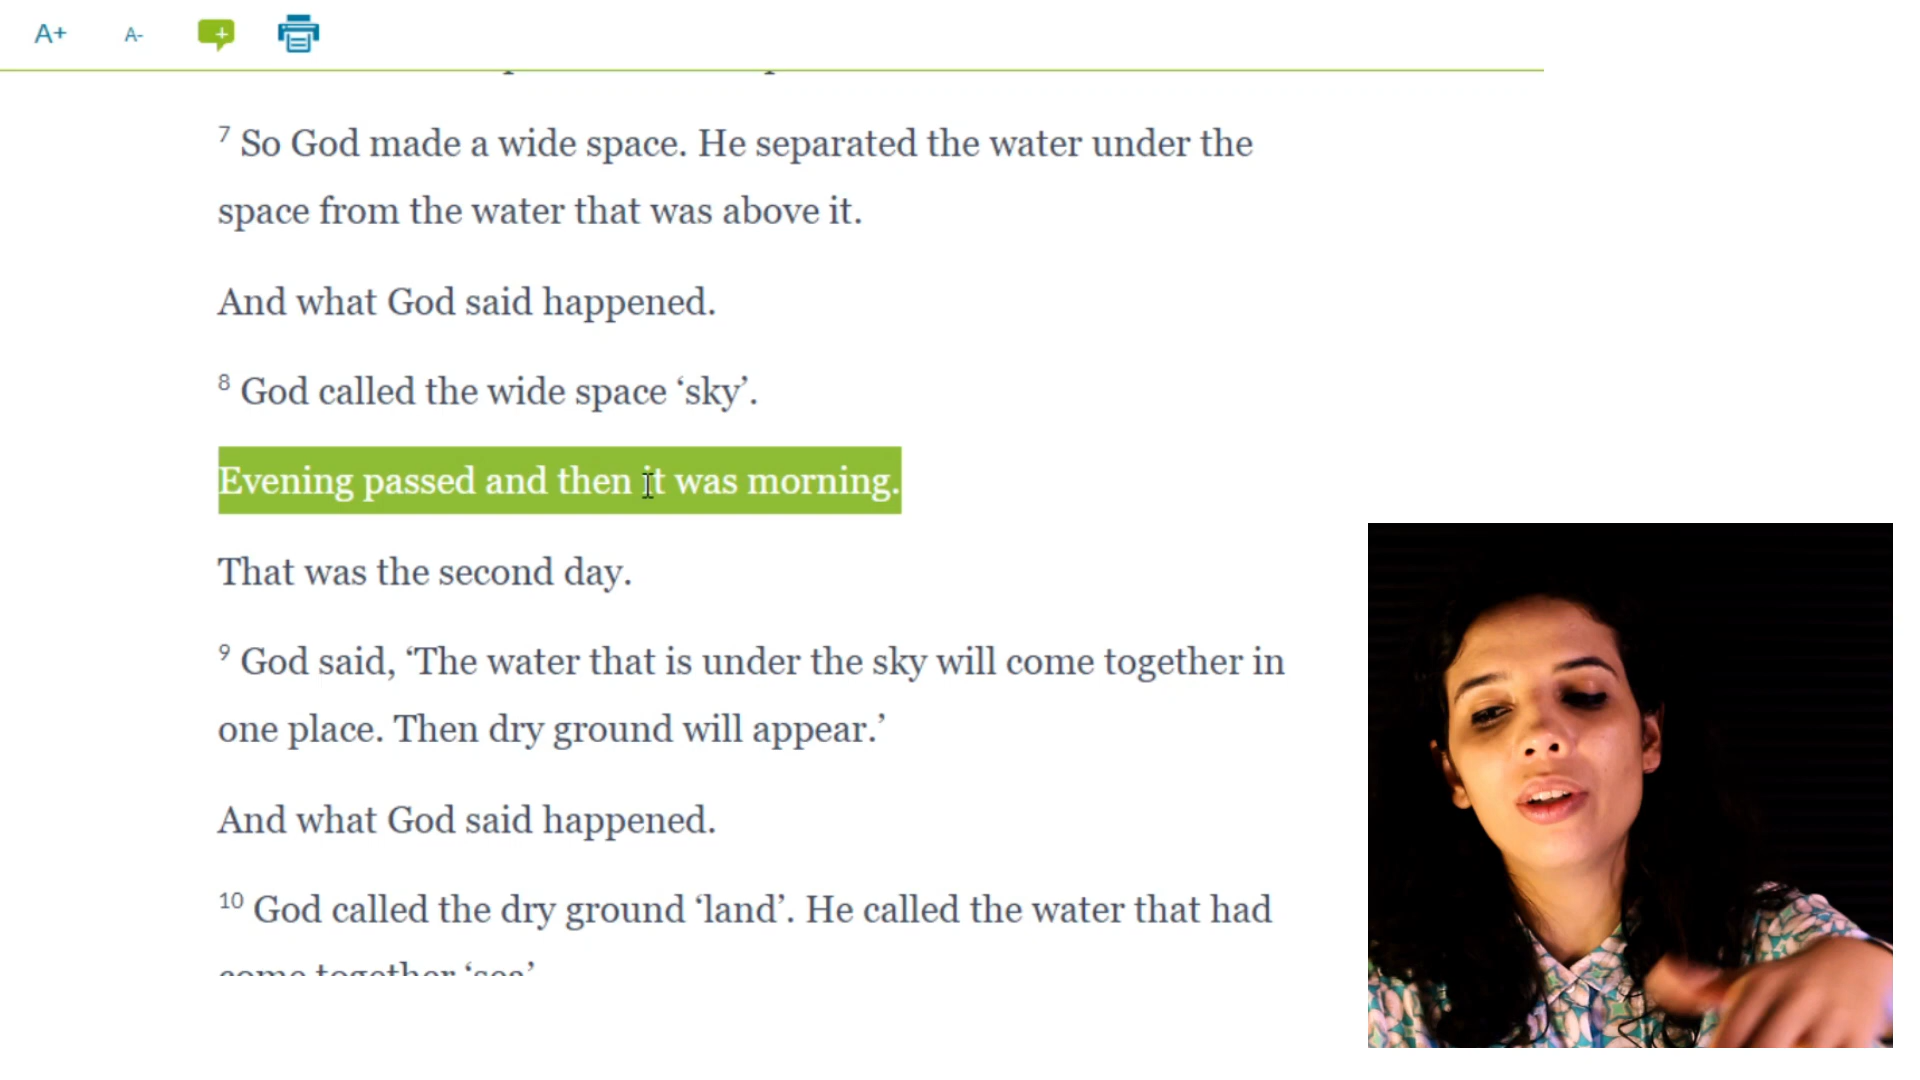 A+ A-
7 So God made a wide space. He separated the water under the
space from the water that was above it.
And what God said happened.
8 God called the wide space ‘sky’.
Evening passed and then it was morning.
That was the second day.
9 God said, ‘The water that is under the sky will come together in
one place. Then dry ground will appear.’
And what God said happened.
10 God called the dry ground ‘land’. He called the water that had
come together ‘sea’